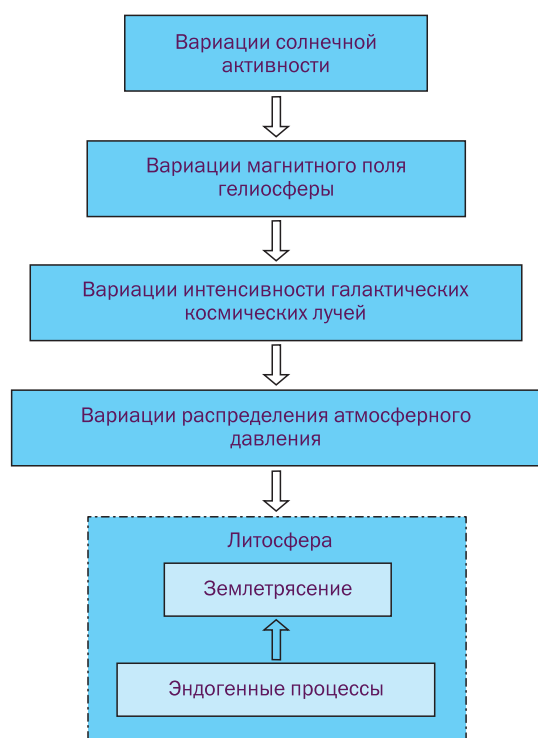 Вариации солнечной
активности
Вариации магнитного поля
гелиосферы
Вариации интенсивности галактических
космических лучей
Вариации распределения атмосферного
давления
Литосфера
Землетрясение
Эндогенные процессы